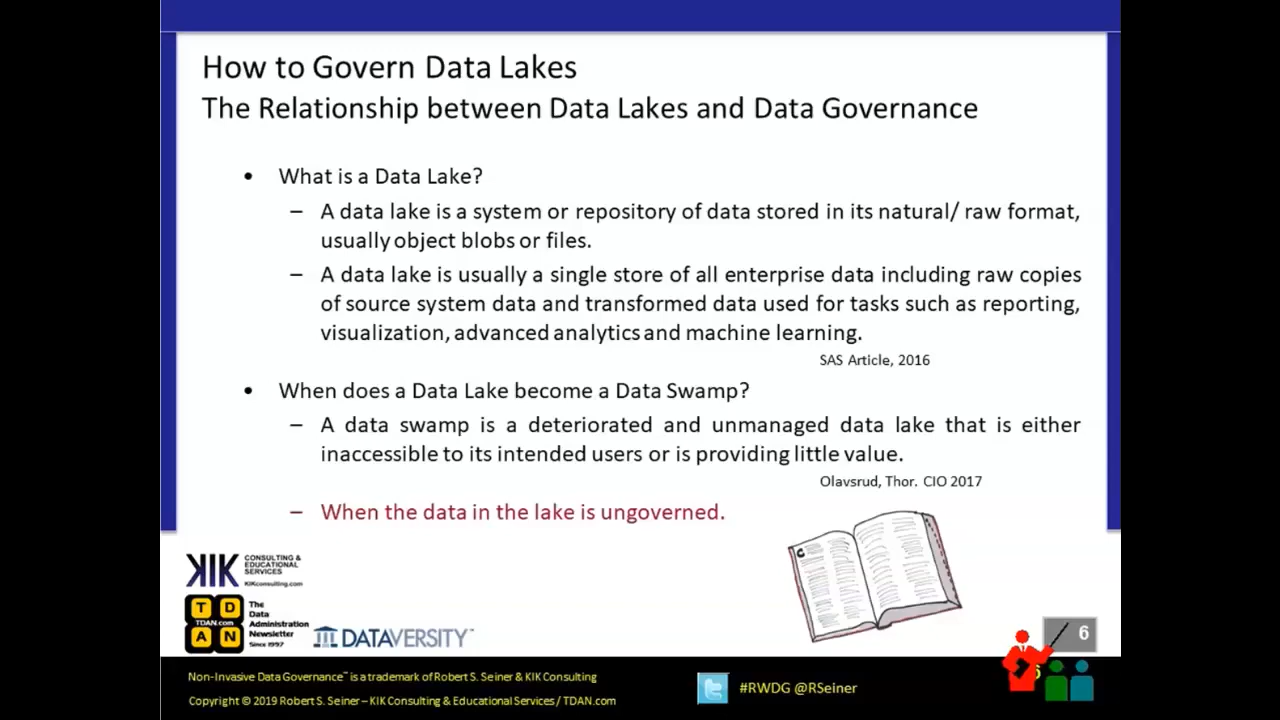 How to Govern Data Lakes
The Relationship between Data Lakes and Data Governance
• What is a Data Lake?
– A data lake is a system or repository of data stored in its natural/ raw format,
usually object blobs or files.
– A data lake is usually a single store of all enterprise data including raw copies
of source system data and transformed data used for tasks such as reporting,
visualization, advanced analytics and machine learning.
SAS Article, 2016
• When does a Data Lake become a Data Swamp?
– A data swamp is a deteriorated and unmanaged data lake that is either
inaccessible to its intended users or is providing little value.
Olavsrud, Thor. CIO 2017
– When the data in the lake is ungoverned.
C
KIK
CONSULTING &
EDUCATIONAL
SERVICES
KIKconsulting.com
T D
TDAN.com
A N
The
Data
Administration
Newsletter
Since 1997
DATAVERSITY™
6
Non-Invasive Data Governance™ is a trademark of Robert S. Seiner & KIK Consulting
Copyright © 2019 Robert S. Seiner – KIK Consulting & Educational Services / TDAN.com
#RWDG @RSeiner